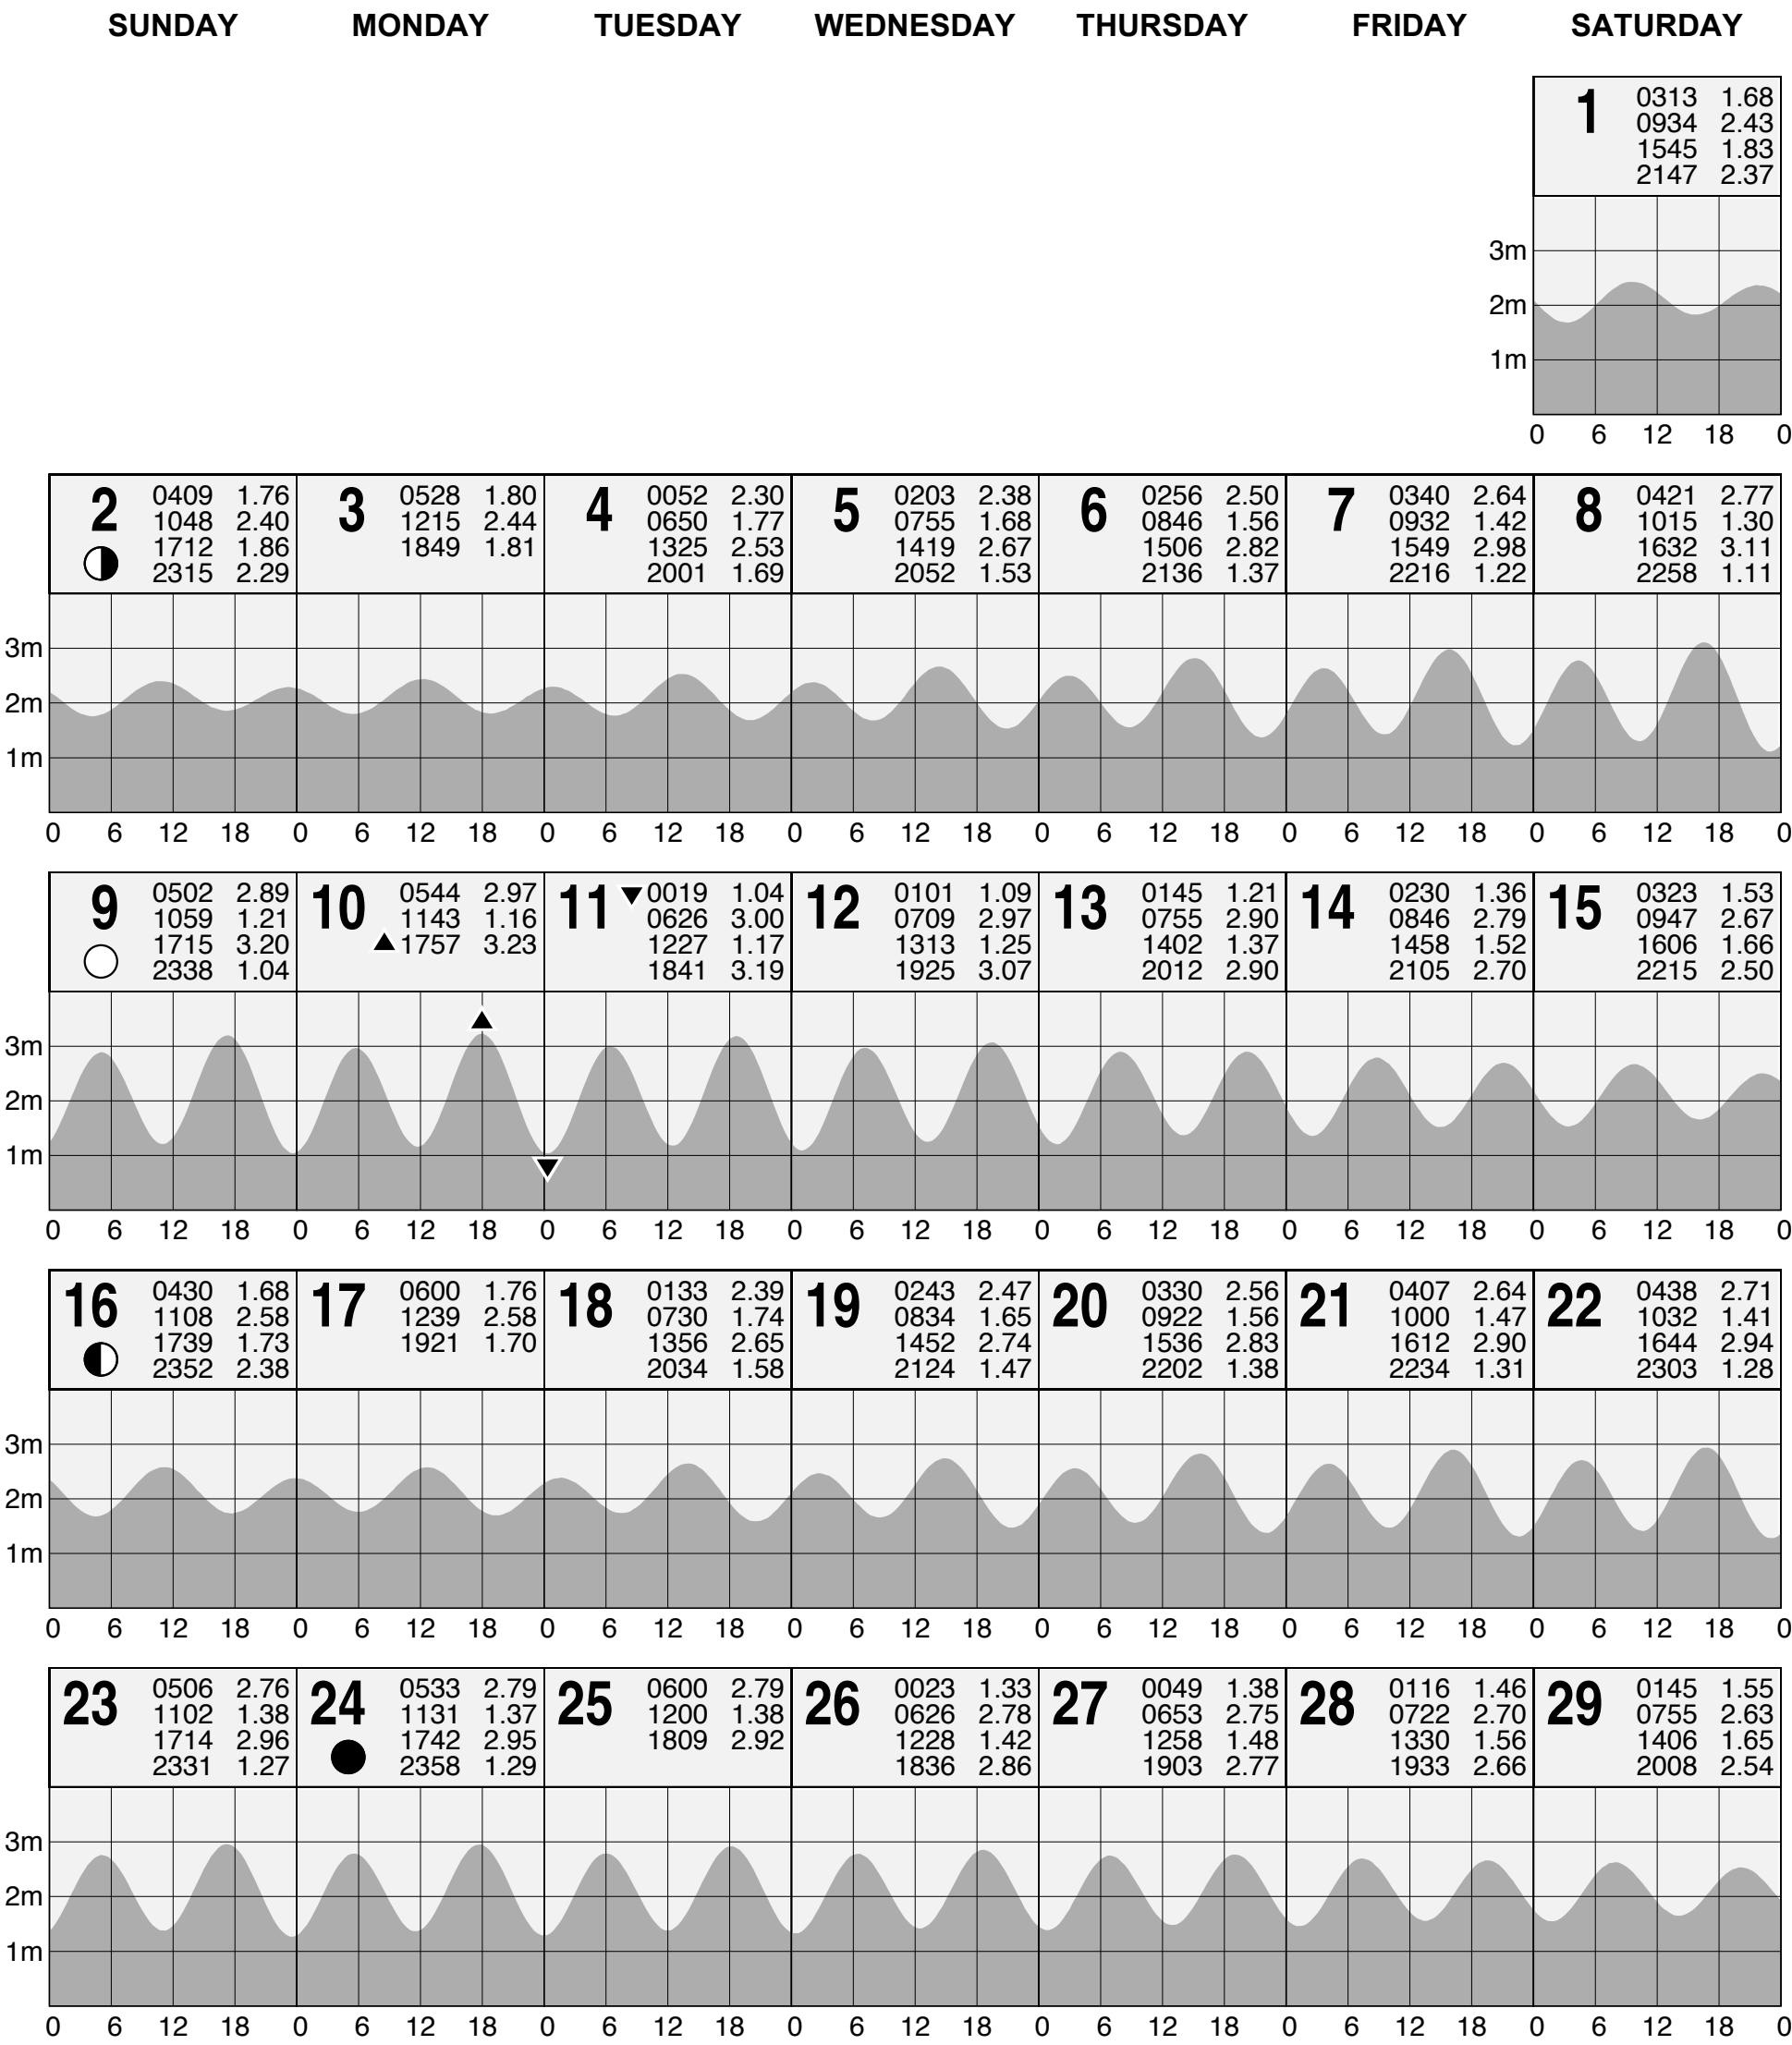 SUNDAY MONDAY TUESDAY WEDNESDAY THURSDAY FRIDAY SATURDAY
1 0313 1.68
0934 2.43
1545 1.83
2147 2.37
3m
2m
1m
0 6 12 18 0
2 0409 1.76 3 0528 1.80 4 0052 2.30 5 0203 2.38 6 0256 2.50 7 0340 2.64 8 0421 2.77
1048 2.40 1215 2.44 0650 1.77 0755 1.68 0846 1.56 0932 1.42 1015 1.30
1712 1.86 1849 1.81 1325 2.53 1419 2.67 1506 2.82 1549 2.98 1632 3.11
2315 2.29 2001 1.69 2052 1.53 2136 1.37 2216 1.22 2258 1.11
3m
2m
1m
0 6 12 18 0 6 12 18 0 6 12 18 0 6 12 18 0 6 12 18 0 6 12 18 0 6 12 18 0
9 0502 2.89 10 0544 2.97 11 0019 1.04 12 0101 1.09 13 0145 1.21 14 0230 1.36 15 0323 1.53
1059 1.21 1143 1.16 0626 3.00 0709 2.97 0755 2.90 0846 2.79 0947 2.67
1715 3.20 1757 3.23 1227 1.17 1313 1.25 1402 1.37 1458 1.52 1606 1.66
2338 1.04 1841 3.19 1925 3.07 2012 2.90 2105 2.70 2215 2.50
3m
2m
1m
0 6 12 18 0 6 12 18 0 6 12 18 0 6 12 18 0 6 12 18 0 6 12 18 0 6 12 18 0
16 0430 1.68 17 0600 1.76 18 0133 2.39 19 0243 2.47 20 0330 2.56 21 0407 2.64 22 0438 2.71
1108 2.58 1239 2.58 0730 1.74 0834 1.65 0922 1.56 1000 1.47 1032 1.41
1739 1.73 1921 1.70 1356 2.65 1452 2.74 1536 2.83 1612 2.90 1644 2.94
2352 2.38 2034 1.58 2124 1.47 2202 1.38 2234 1.31 2303 1.28
3m
2m
1m
0 6 12 18 0 6 12 18 0 6 12 18 0 6 12 18 0 6 12 18 0 6 12 18 0 6 12 18 0
23 0506 2.76 24 0533 2.79 25 0600 2.79 26 0023 1.33 27 0049 1.38 28 0116 1.46 29 0145 1.55
1102 1.38 1131 1.37 1200 1.38 0626 2.78 0653 2.75 0722 2.70 0755 2.63
1714 2.96 1742 2.95 1809 2.92 1228 1.42 1258 1.48 1330 1.56 1406 1.65
2331 1.27 2358 1.29 1836 2.86 1903 2.77 1933 2.66 2008 2.54
3m
2m
1m
0 6 12 18 0 6 12 18 0 6 12 18 0 6 12 18 0 6 12 18 0 6 12 18 0 6 12 18 0